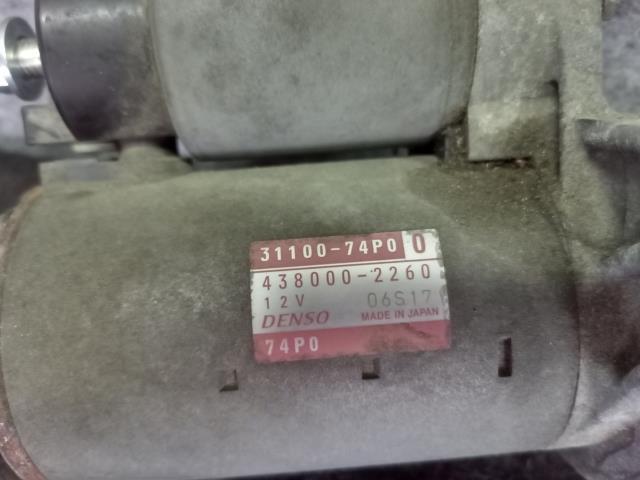 31100-74P0 0
438000-2260
12V 06S17
DENSO MADE IN JAPAN
74P0